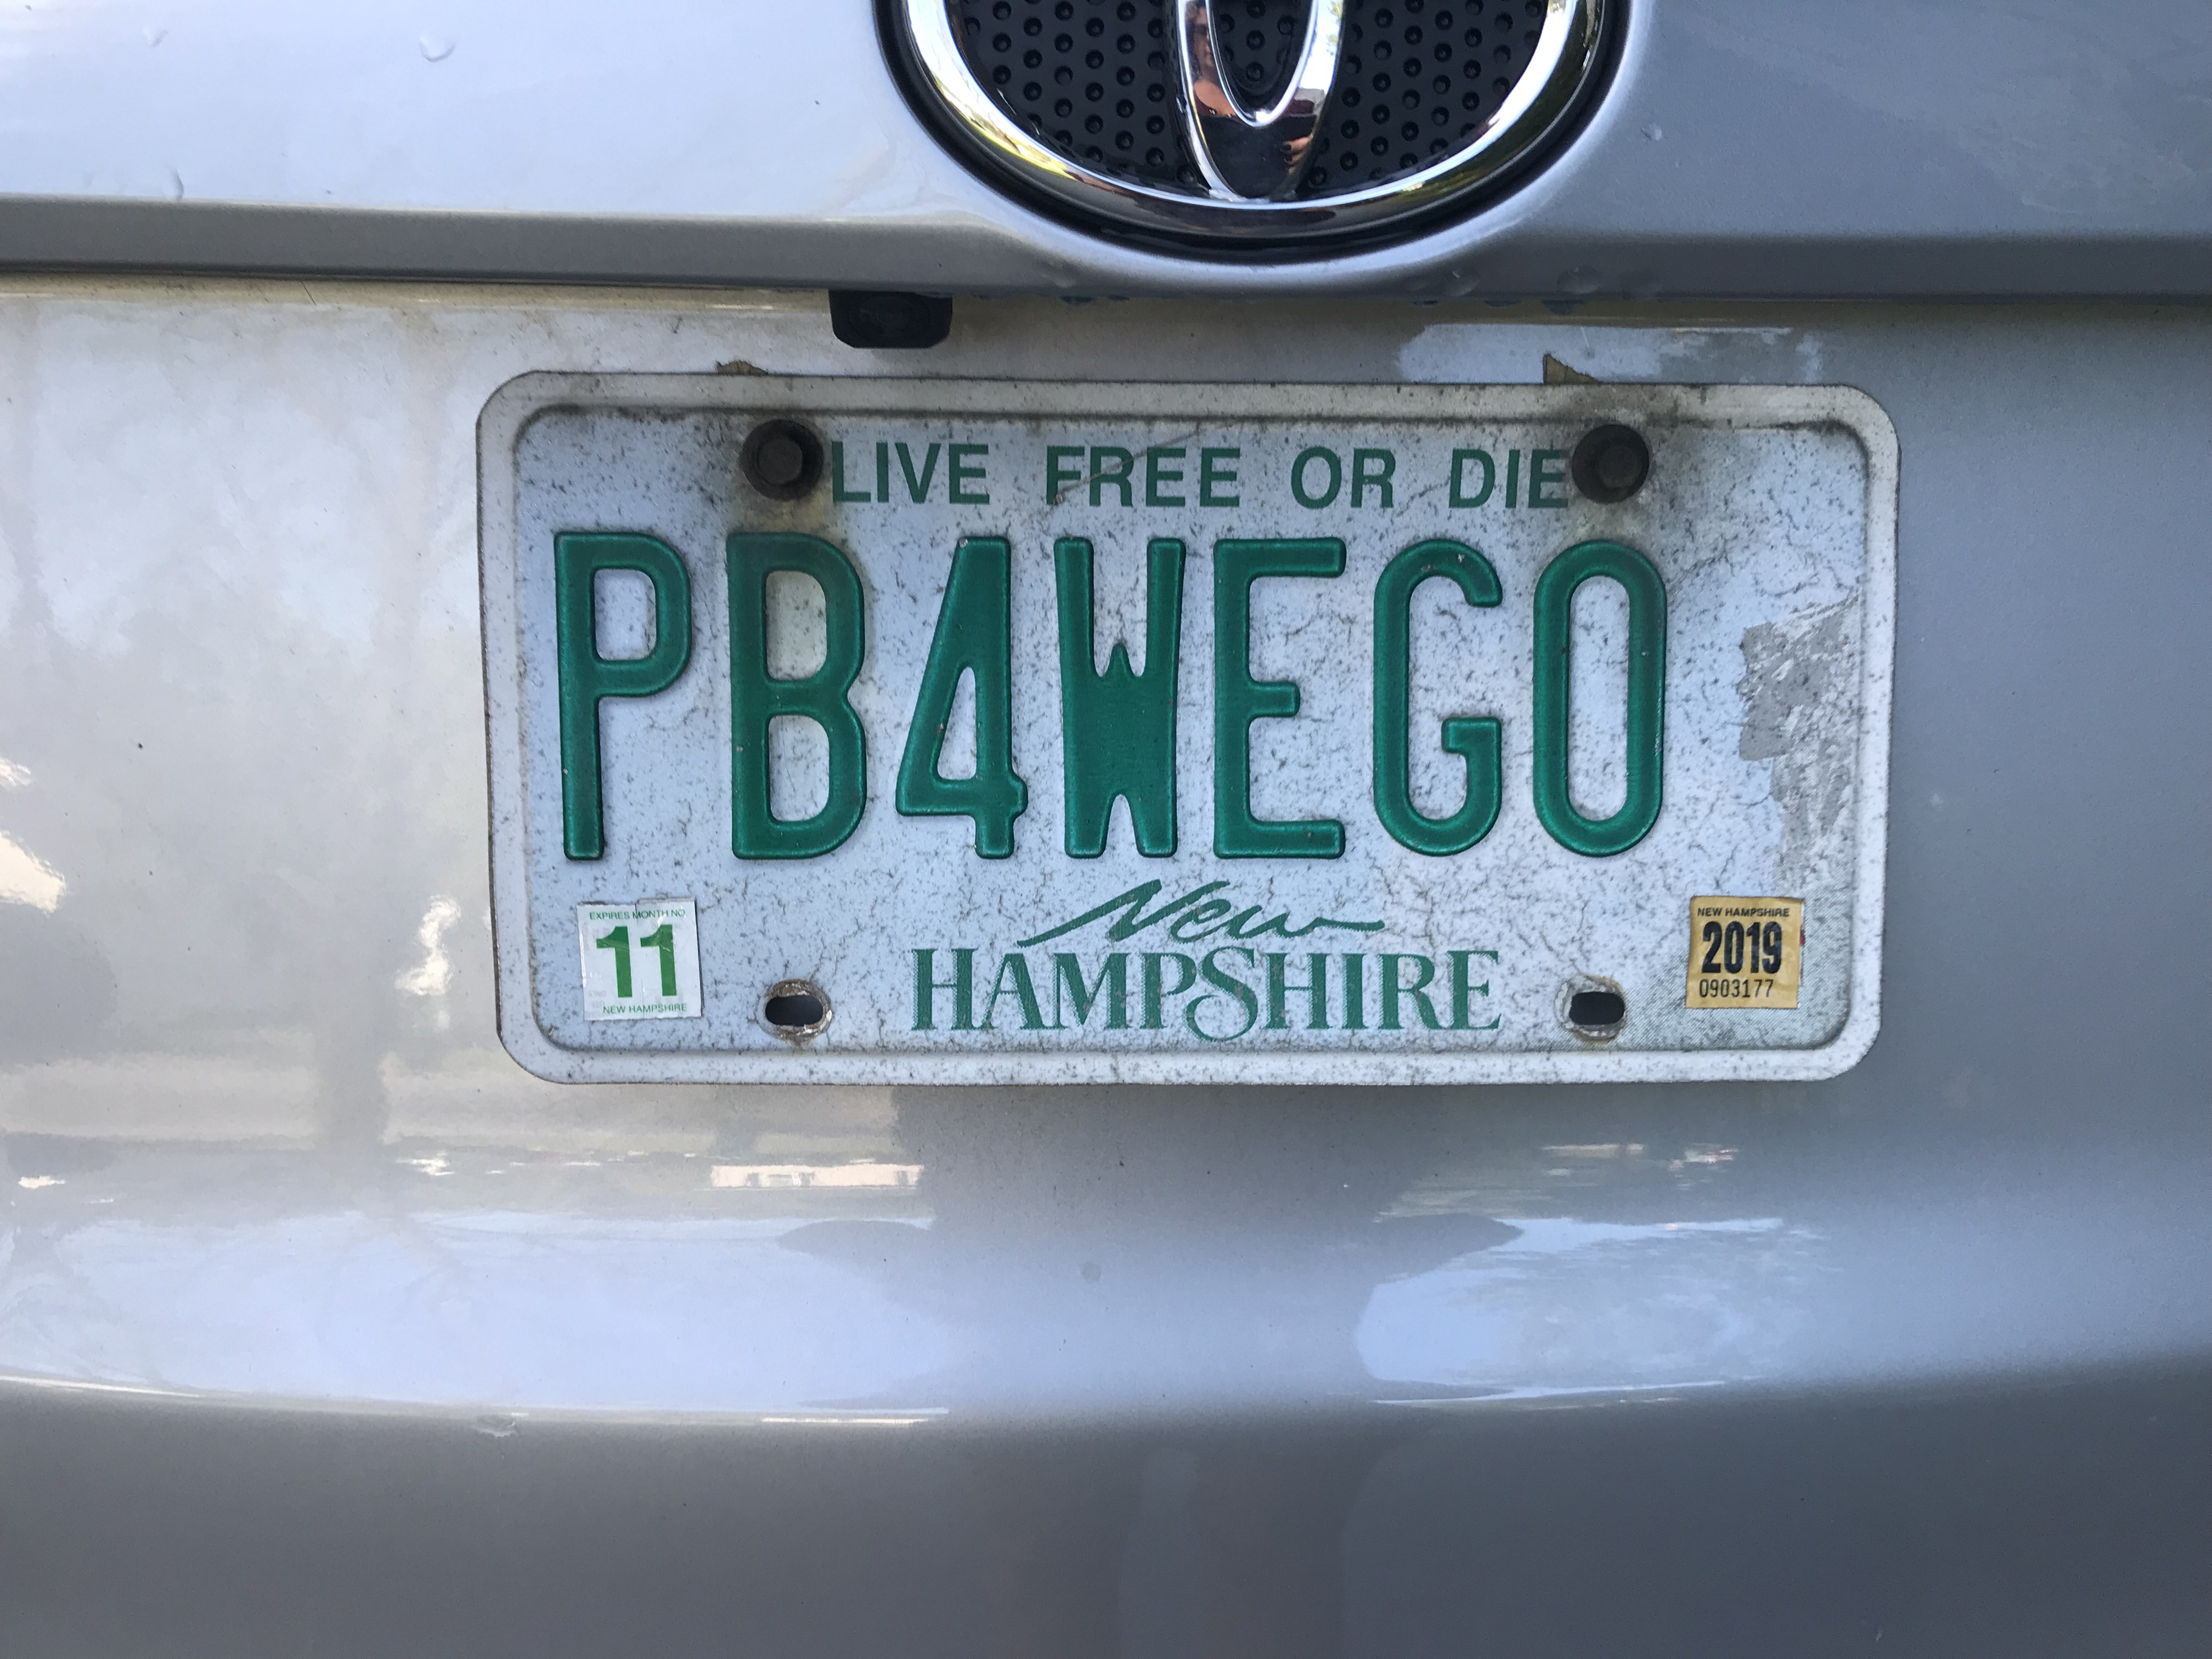 LIVE FREE OR DIE
PB4WEGO
EXPIRES MONTH NO
11
NEW HAMPSHIRE
New
HAMPSHIRE
NEW HAMPSHIRE
2019
0903177